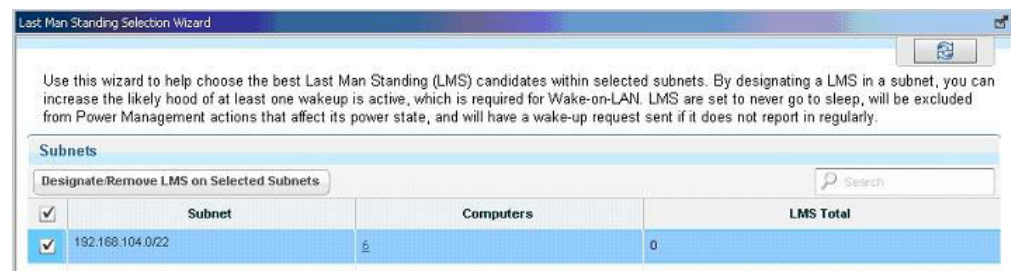 Last Man Standing Selection Wizard
Use this wizard to help choose the best Last Man Standing (LMS) candidates within selected subnets. By designating a LMS in a subnet, you can
increase the likely hood of at least one wakeup is active, which is required for Wake-on-LAN. LMS are set to never go to sleep, will be excluded
from Power Management actions that affect its power state, and will have a wake-up request sent if it does not report in regularly.
Subnets
Designate/Remove LMS on Selected Subnets Search
Subnet Computers LMS Total
192.168.104.0/22 6 0